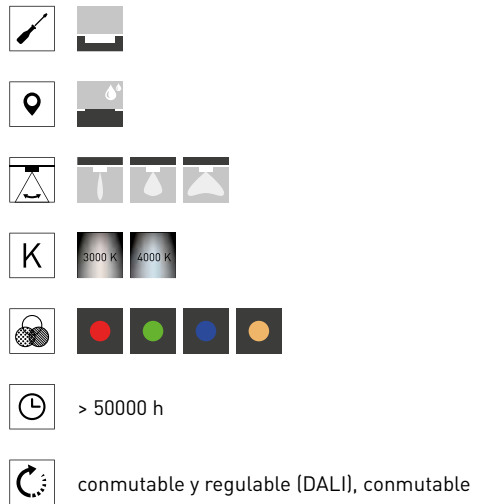 K
3000 K 4000 K
> 50000 h
conmutable y regulable (DALI), conmutable